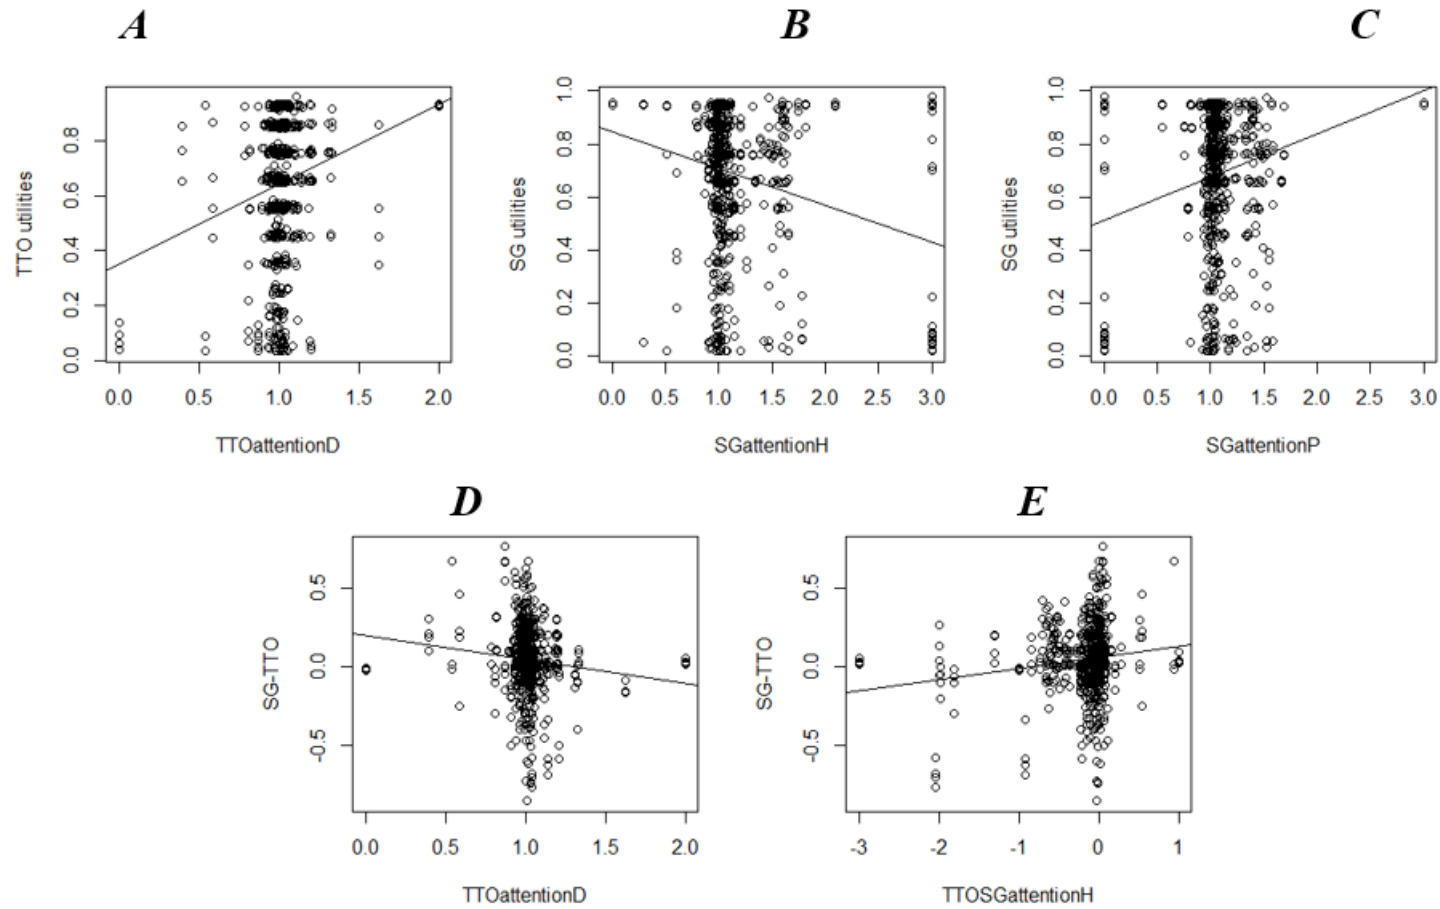 A
B
C
0.0 0.2 0.4 0.6 0.8
TTO utilities
0.0 0.5 1.0 1.5 2.0
TTOattentionD
0.0 0.2 0.4 0.6 0.8 1.0
SG utilities
0.0 0.5 1.0 1.5 2.0 2.5 3.0
SGattentionH
0.0 0.2 0.4 0.6 0.8 1.0
SG utilities
0.0 0.5 1.0 1.5 2.0 2.5 3.0
SGattentionP
D
E
-0.5 0.0 0.5
SG-TTO
0.0 0.5 1.0 1.5 2.0
TTOattentionD
-0.5 0.0 0.5
SG-TTO
-3 -2 -1 0 1
TTOSGattentionH